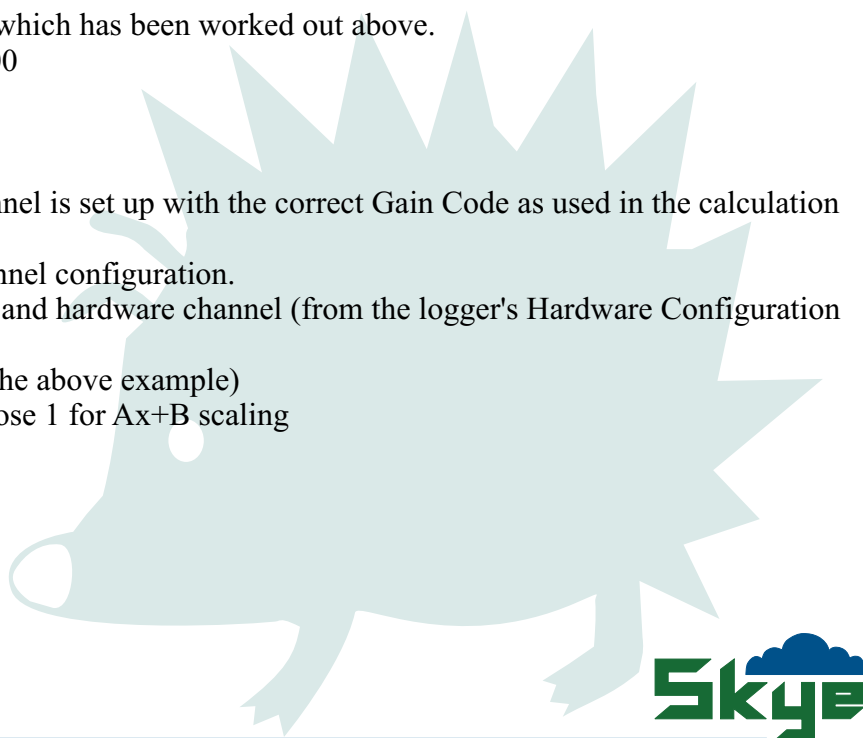 which has been worked out above.
00
nnel is set up with the correct Gain Code as used in the calculation
nnel configuration.
and hardware channel (from the logger's Hardware Configuration
he above example)
ose 1 for Ax+B scaling
Skye